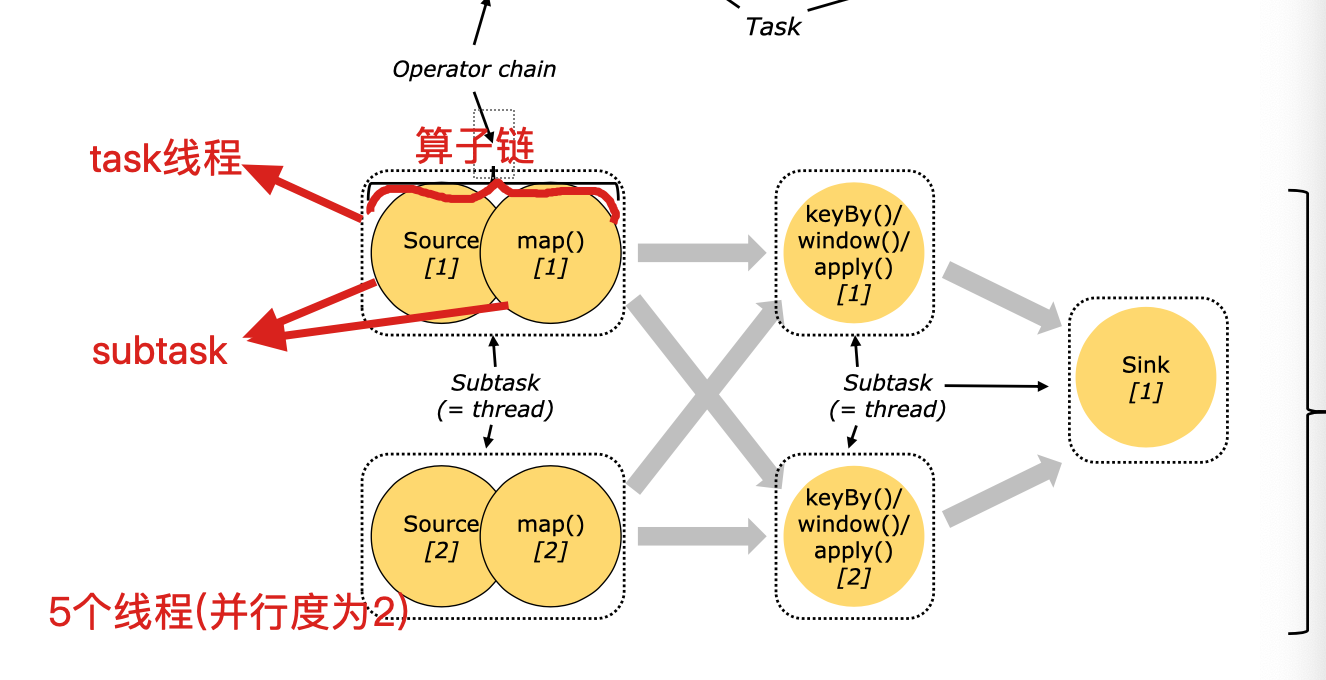 Task
Operator chain
算子链
task线程
Source
[1]
map()
[1]
keyBy()/
window()/
apply()
[1]
subtask
Subtask
(= thread)
Subtask
(= thread)
Sink
[1]
Source
[2]
map()
[2]
keyBy()/
window()/
apply()
[2]
5个线程(并行度为2)